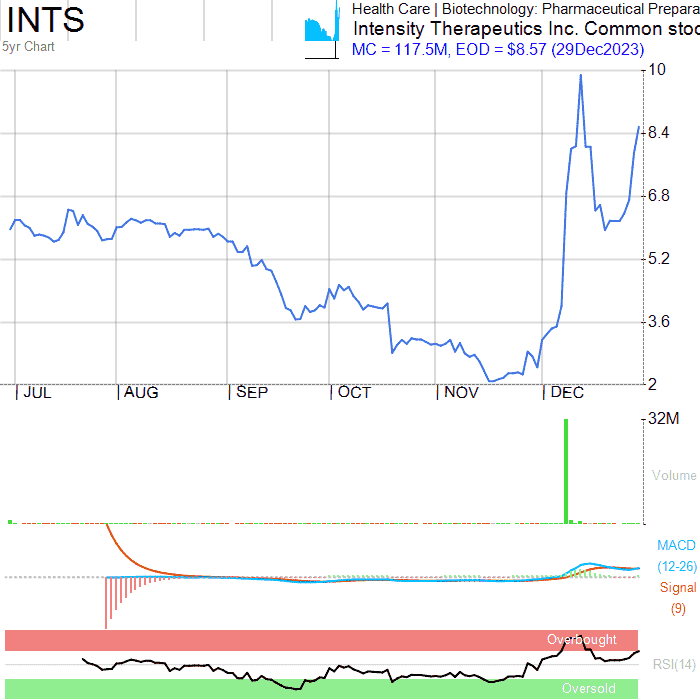 INTS
5yr Chart
Health Care | Biotechnology: Pharmaceutical Prepara
Intensity Therapeutics Inc. Common stoc
MC = 117.5M, EOD = $8.57 (29Dec2023)
10
8.4
6.8
5.2
3.6
2
JUL AUG SEP OCT NOV DEC
32M
Volume
MACD
(12-26)
Signal
(9)
Overbought
RSI(14)
Oversold